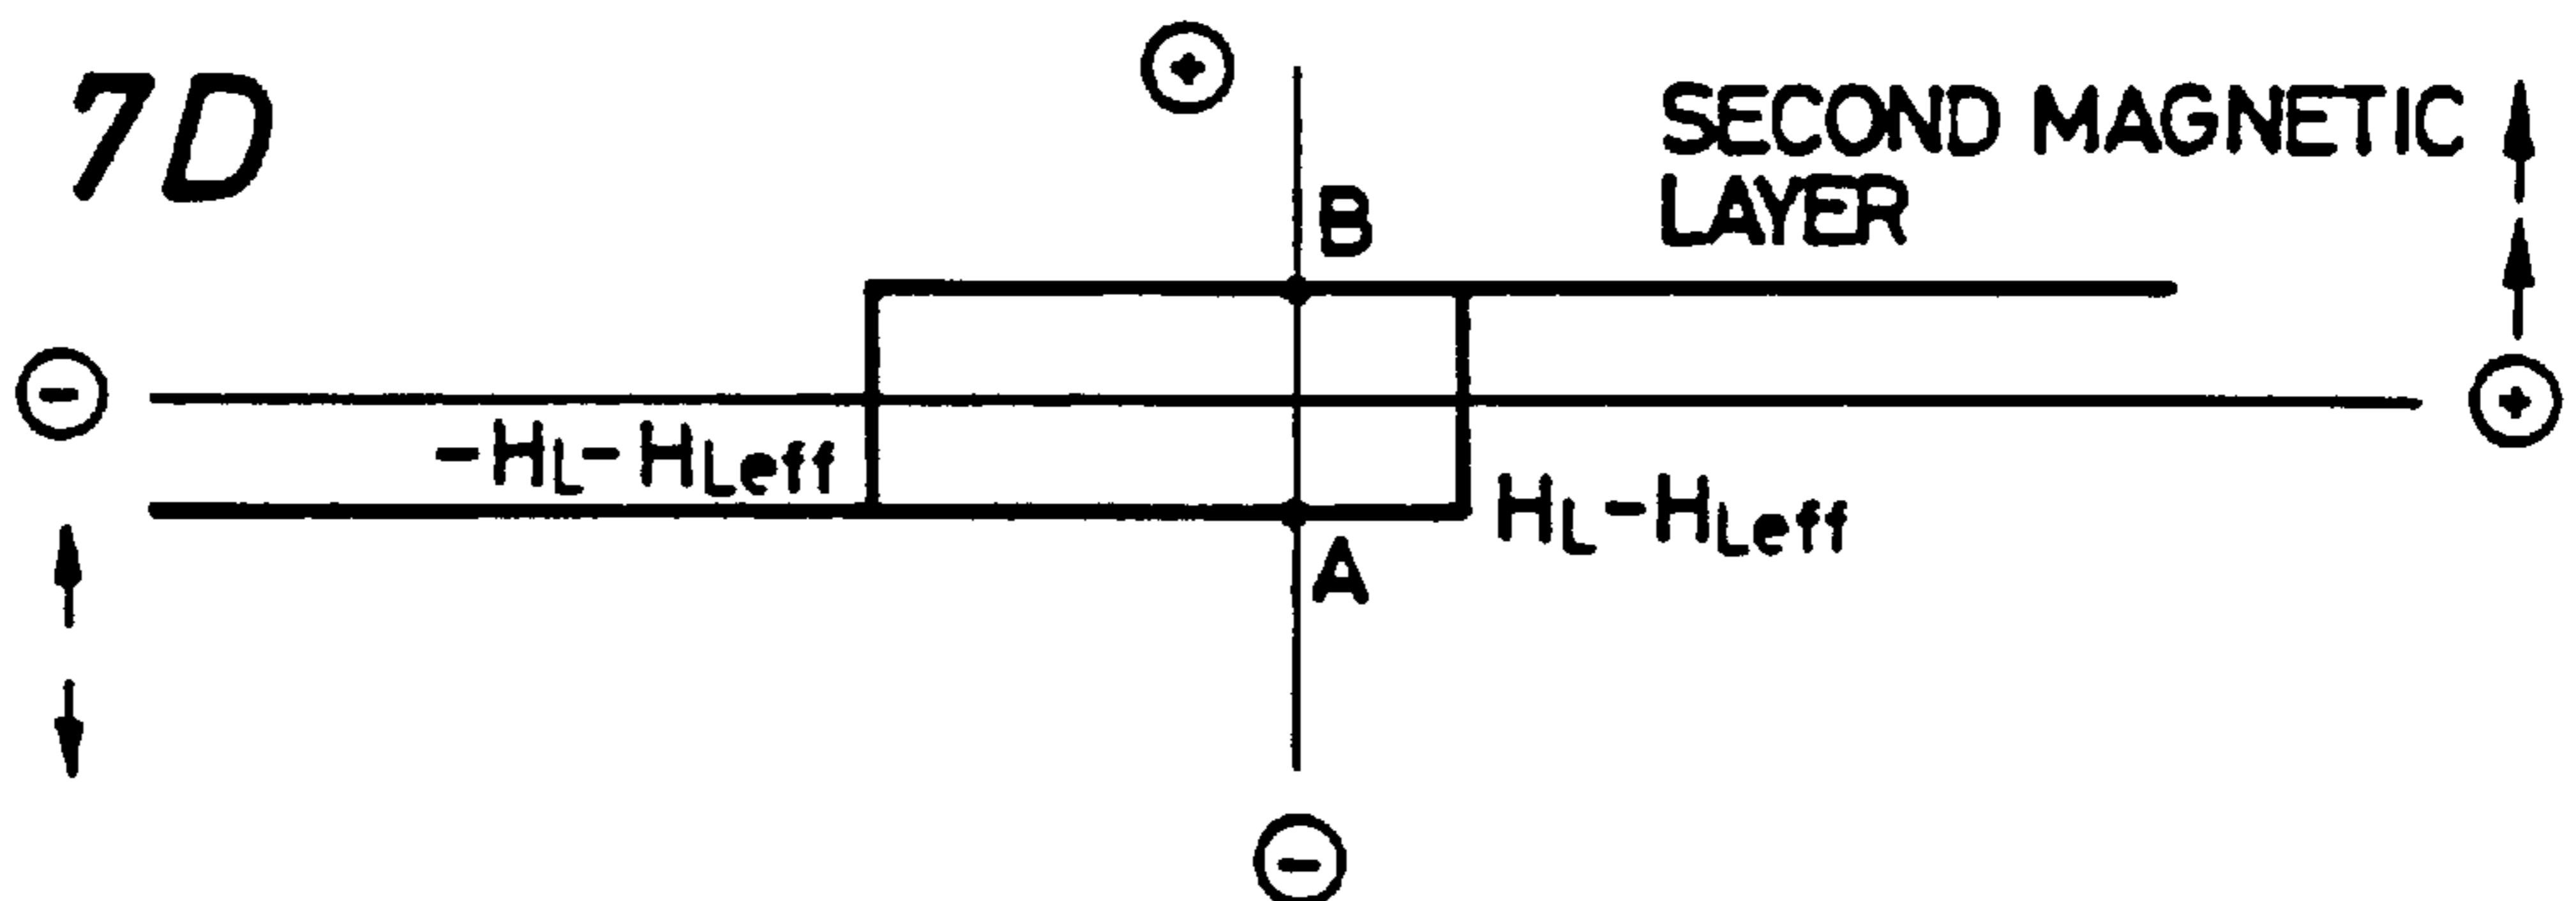 7D
+
SECOND MAGNETIC
LAYER
B
-
+
-HL-HLeff
HL-HLeff
A
-